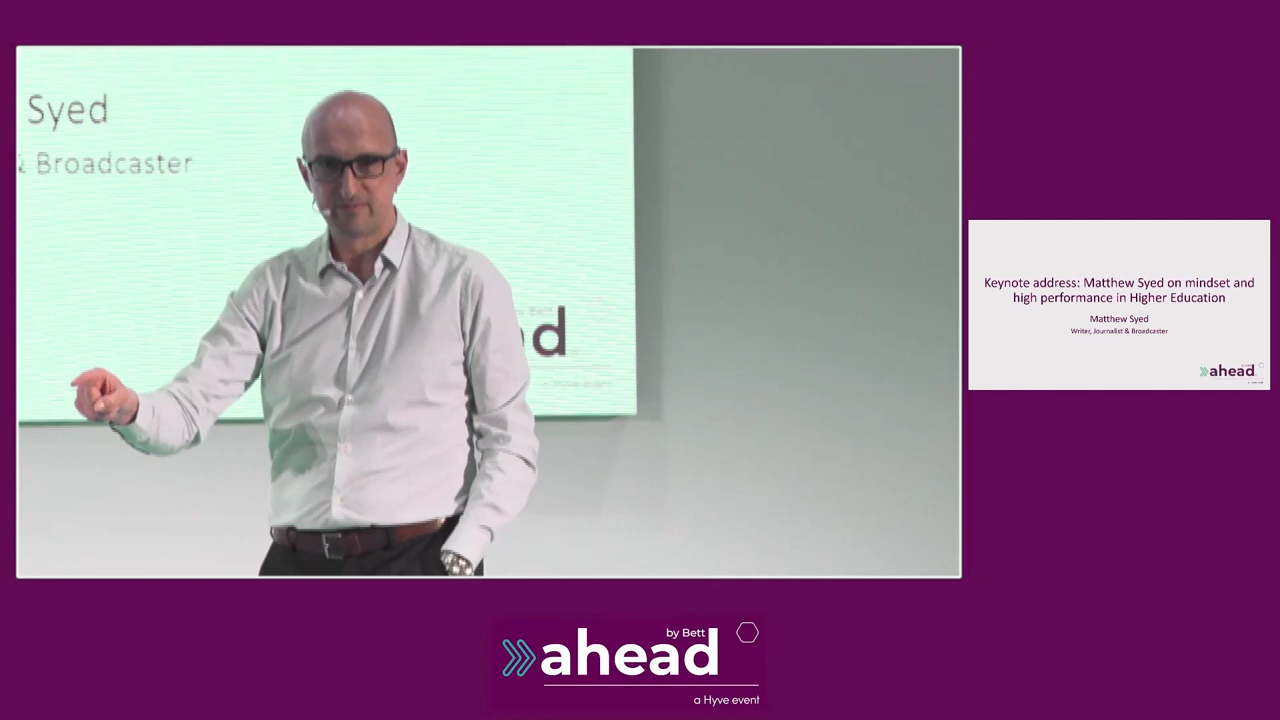 Syed
& Broadcaster
d
Keynote address: Matthew Syed on mindset and
high performance in Higher Education
Matthew Syed
Writer, Journalist & Broadcaster
ahead
by Bett
ahead
a Hyve event